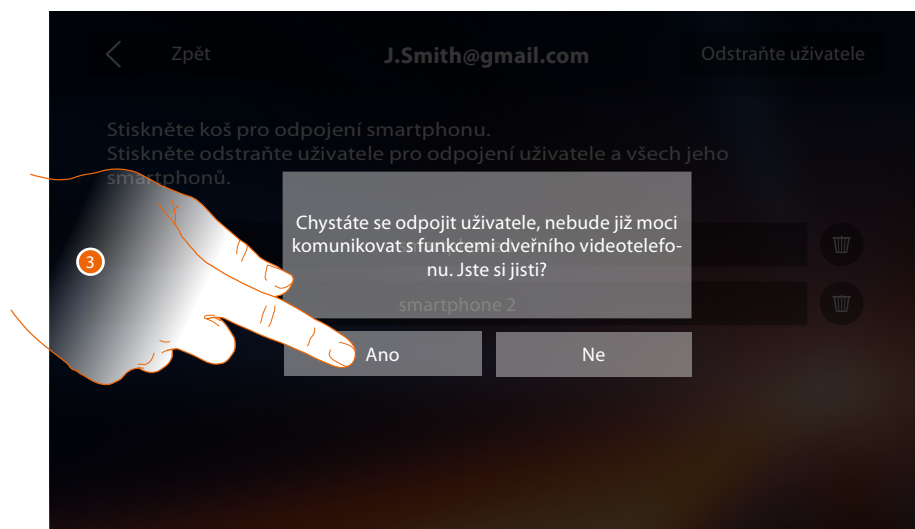 Zpět
J.Smith@gmail.com
Odstraňte uživatele
Stiskněte koš pro odpojení smartphonu.
Stiskněte odstraňte uživatele pro odpojení uživatele a všech jeho
smartphonů.
Chystáte se odpojit uživatele, nebude již moci
komunikovat s funkcemi dveřního videotelefo-
nu. Jste si jisti?
smartphone 2
Ano
Ne
3